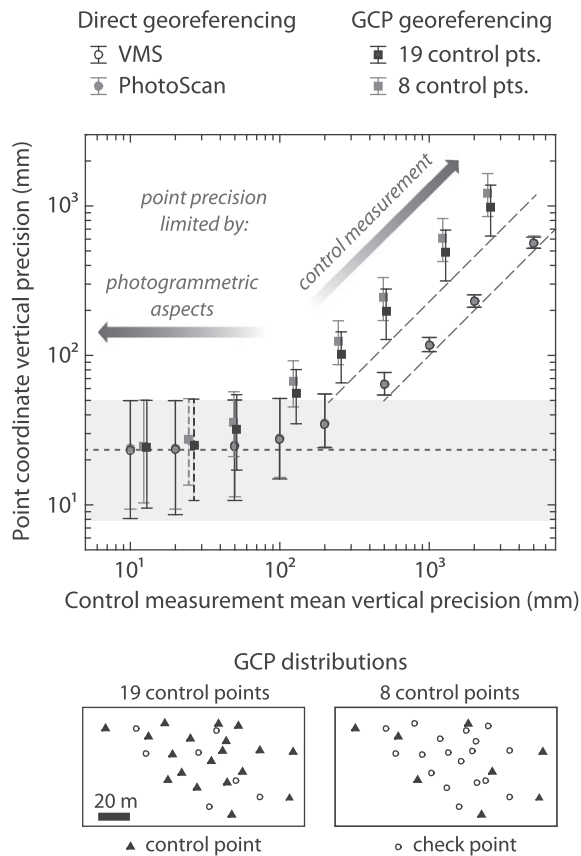 Direct georeferencing
GCP georeferencing
VMS
19 control pts.
PhotoScan
8 control pts.
Point coordinate vertical precision (mm)
10³
10²
10¹
point precision
limited by:
control measurement
photogrammetric
aspects
10¹
10²
10³
Control measurement mean vertical precision (mm)
GCP distributions
19 control points
8 control points
20 m
control point
check point